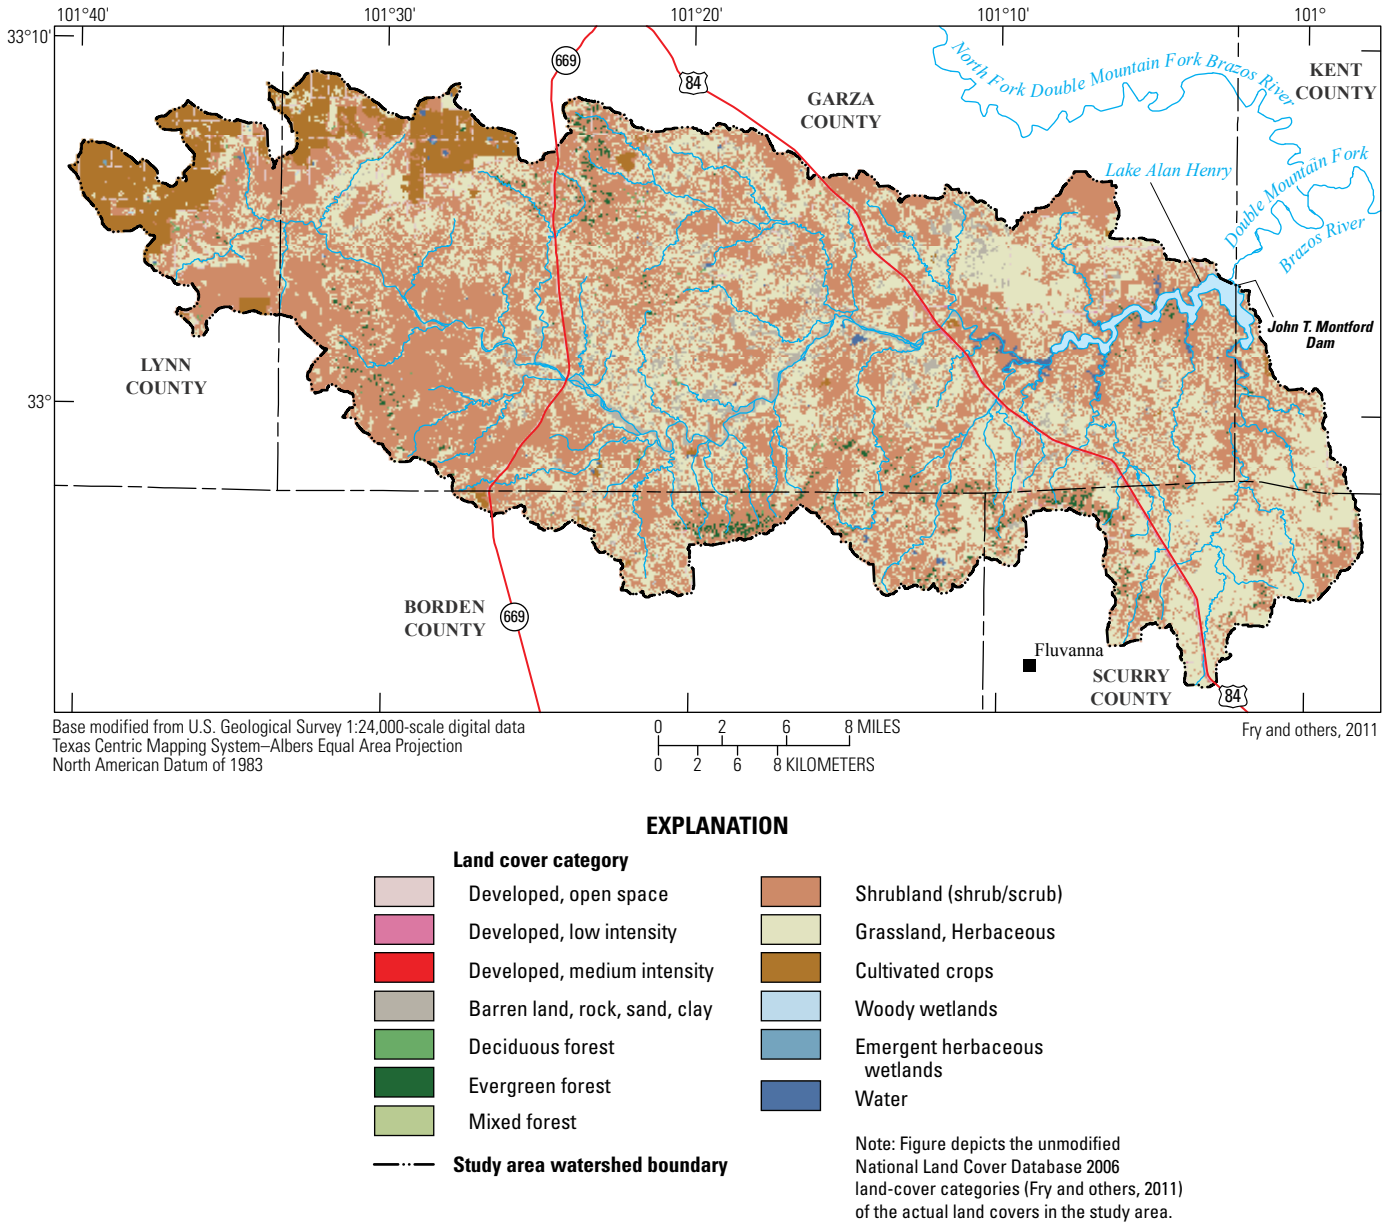 101°40'
101°30'
101°20'
101°10'
101°
33°10'
33°
669
84
GARZA
COUNTY
North Fork Double Mountain Fork Brazos River
KENT
COUNTY
Lake Alan Henry
Double Mountain Fork
Brazos River
John T. Montford
Dam
LYNN
COUNTY
BORDEN
COUNTY
669
Fluvanna
SCURRY
COUNTY
84
Base modified from U.S. Geological Survey 1:24,000-scale digital data
Texas Centric Mapping System–Albers Equal Area Projection
North American Datum of 1983
0 2 6 8 MILES
0 2 6 8 KILOMETERS
Fry and others, 2011
EXPLANATION
Land cover category
Developed, open space
Developed, low intensity
Developed, medium intensity
Barren land, rock, sand, clay
Deciduous forest
Evergreen forest
Mixed forest
Study area watershed boundary
Shrubland (shrub/scrub)
Grassland, Herbaceous
Cultivated crops
Woody wetlands
Emergent herbaceous
wetlands
Water
Note: Figure depicts the unmodified
National Land Cover Database 2006
land-cover categories (Fry and others, 2011)
of the actual land covers in the study area.